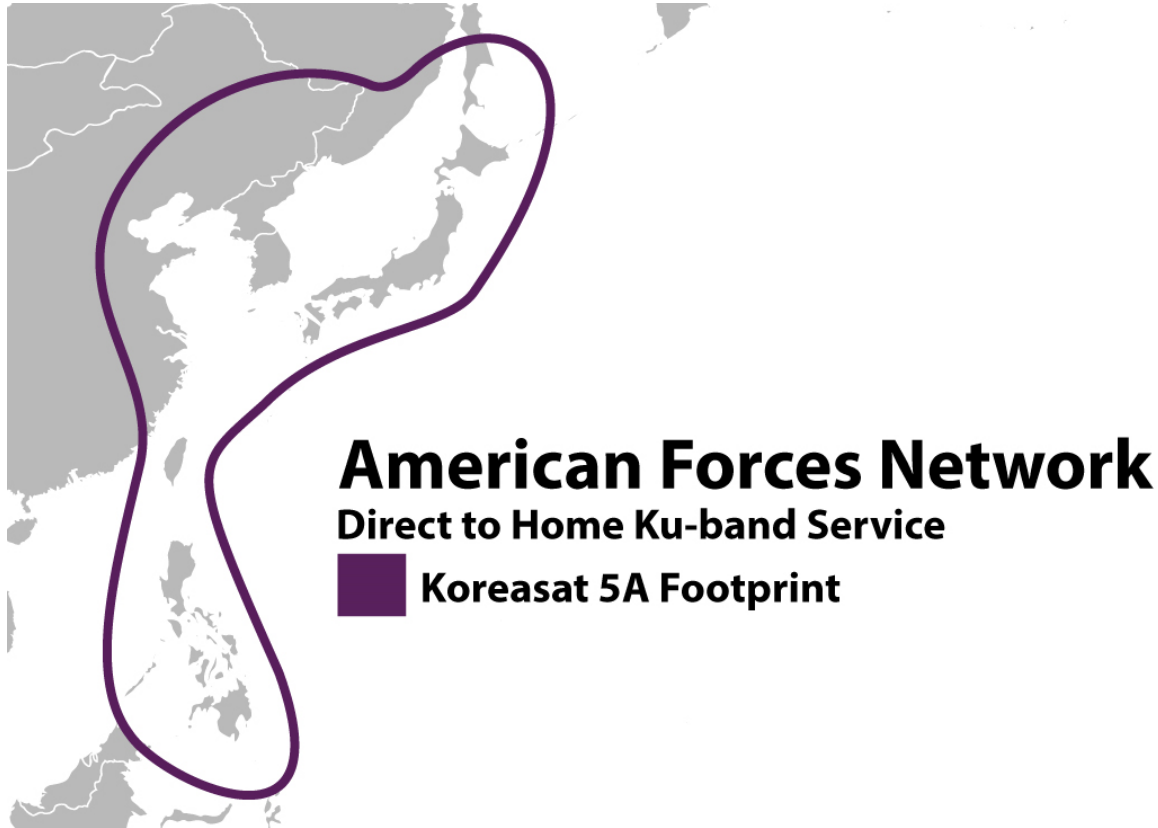 American Forces Network
Direct to Home Ku-band Service
Koreasat 5A Footprint